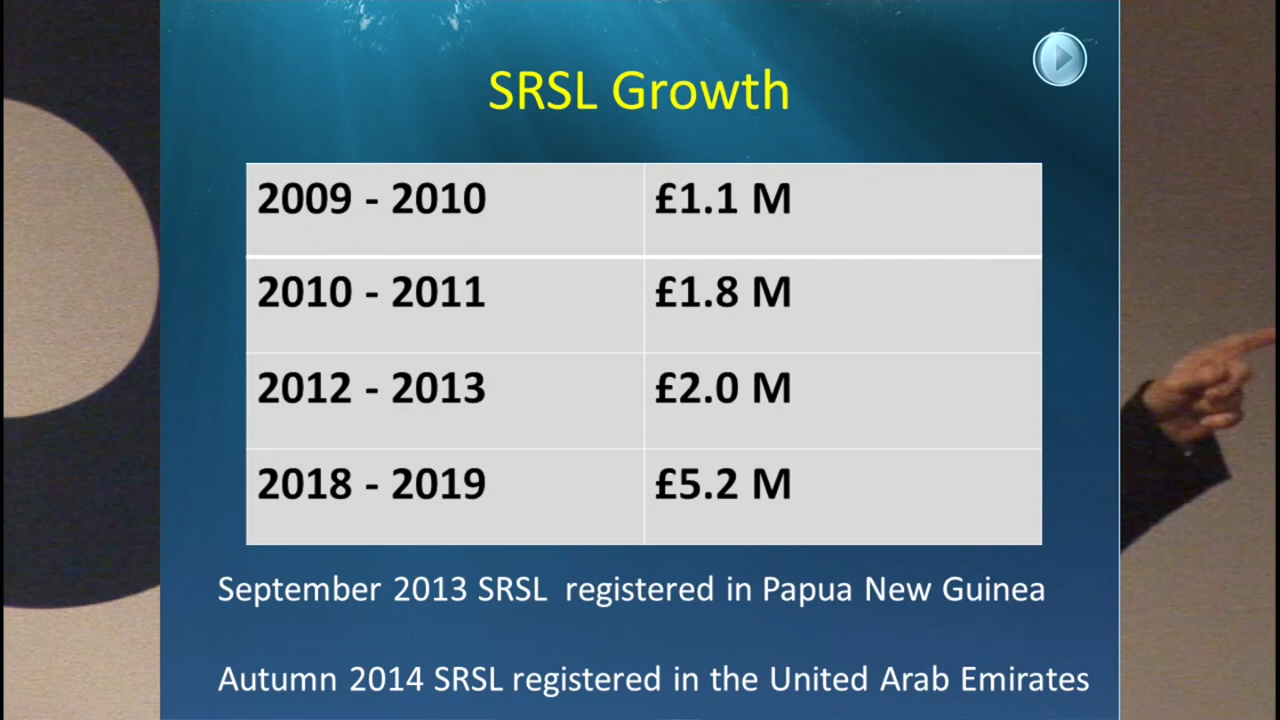 SRSL Growth
2009 - 2010 £1.1 M
2010 - 2011 £1.8 M
2012 - 2013 £2.0 M
2018 - 2019 £5.2 M
September 2013 SRSL registered in Papua New Guinea
Autumn 2014 SRSL registered in the United Arab Emirates